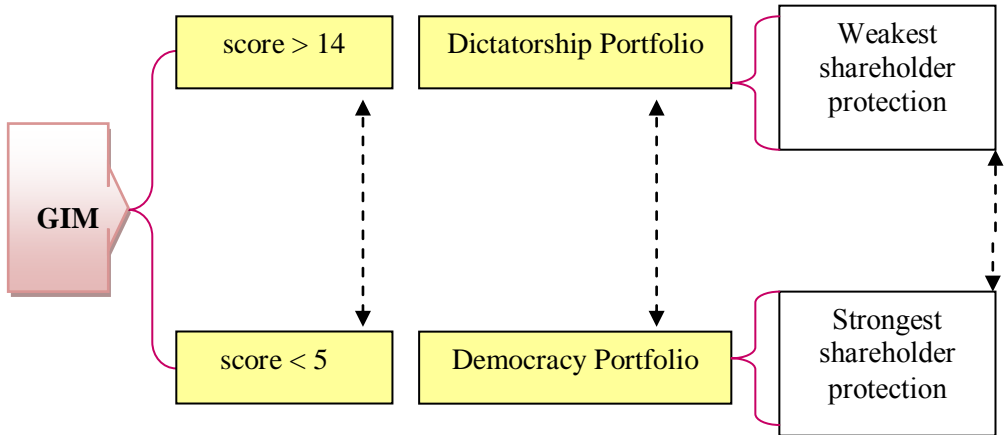 score > 14
Dictatorship Portfolio
Weakest
shareholder
protection
GIM
score < 5
Democracy Portfolio
Strongest
shareholder
protection